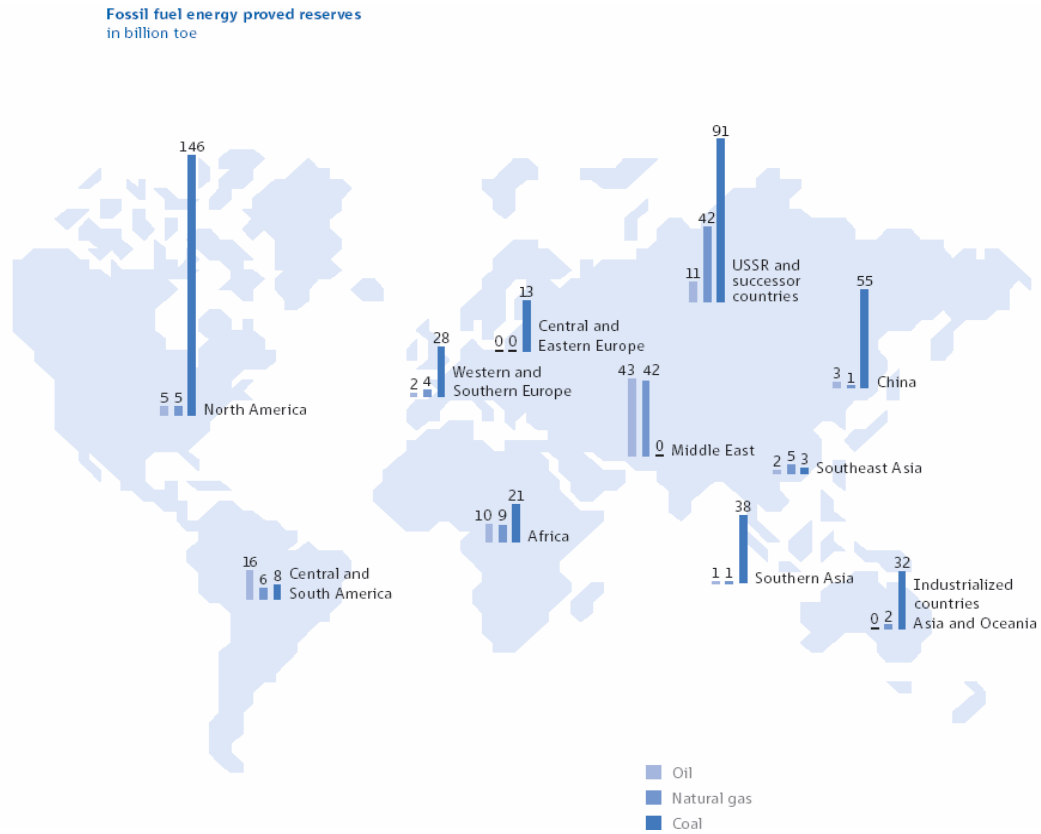 Fossil fuel energy proved reserves
in billion toe
146
5 5
North America
16
6 8
Central and
South America
28
2 4
Western and
Southern Europe
13
0 0
Central and
Eastern Europe
10 9 21
Africa
43 42
0
Middle East
91
42
11
USSR and
successor
countries
55
3 1
China
2 5 3
Southeast Asia
38
1 1
Southern Asia
32
0 2
Industrialized
countries
Asia and Oceania
Oil
Natural gas
Coal